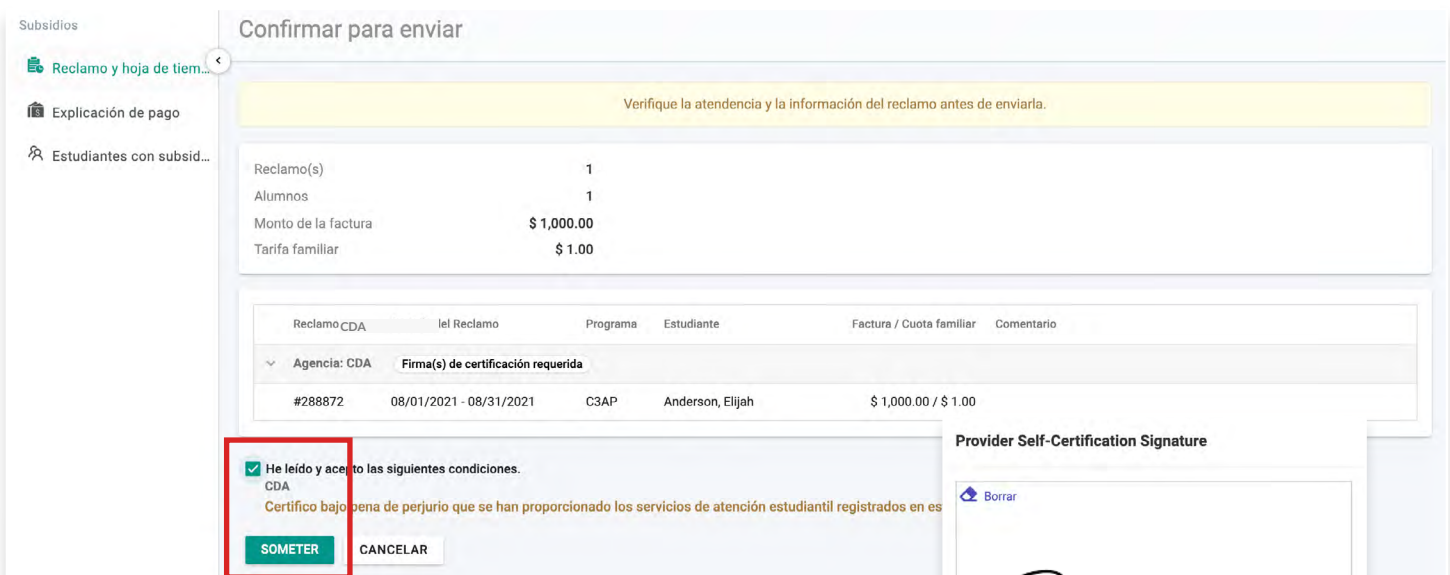 Subsidios
Confirmar para enviar
Reclamo y hoja de tiem...
Explicación de pago
Estudiantes con subsid...
Verifique la atendencia y la información del reclamo antes de enviarla.
Reclamo(s) 1
Alumnos 1
Monto de la factura $ 1,000.00
Tarifa familiar $ 1.00
Reclamo CDA del Reclamo Programa Estudiante Factura / Cuota familiar Comentario
Agencia: CDA Firma(s) de certificación requerida
#288872 08/01/2021 - 08/31/2021 C3AP Anderson, Elijah $ 1,000.00 / $ 1.00
He leído y acepto las siguientes condiciones.
CDA
Certifico bajo pena de perjurio que se han proporcionado los servicios de atención estudiantil registrados en es
SOMETER CANCELAR
Provider Self-Certification Signature
Borrar